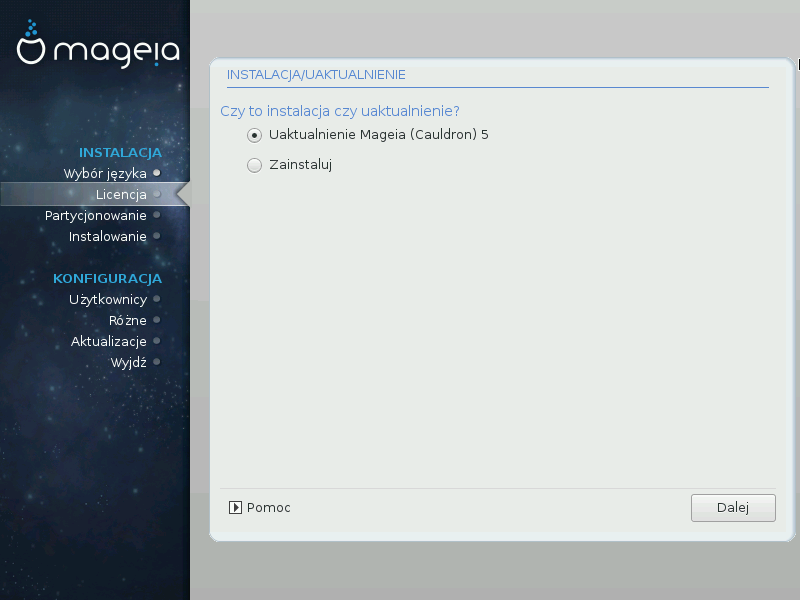 mageia
INSTALACJA
Wybór języka
Licencja
Partycjonowanie
Instalowanie
KONFIGURACJA
Użytkownicy
Różne
Aktualizacje
Wyjdź
INSTALACJA/UAKTUALNIENIE
Czy to instalacja czy uaktualnienie?
Uaktualnienie Mageia (Cauldron) 5
Zainstaluj
Pomoc
Dalej